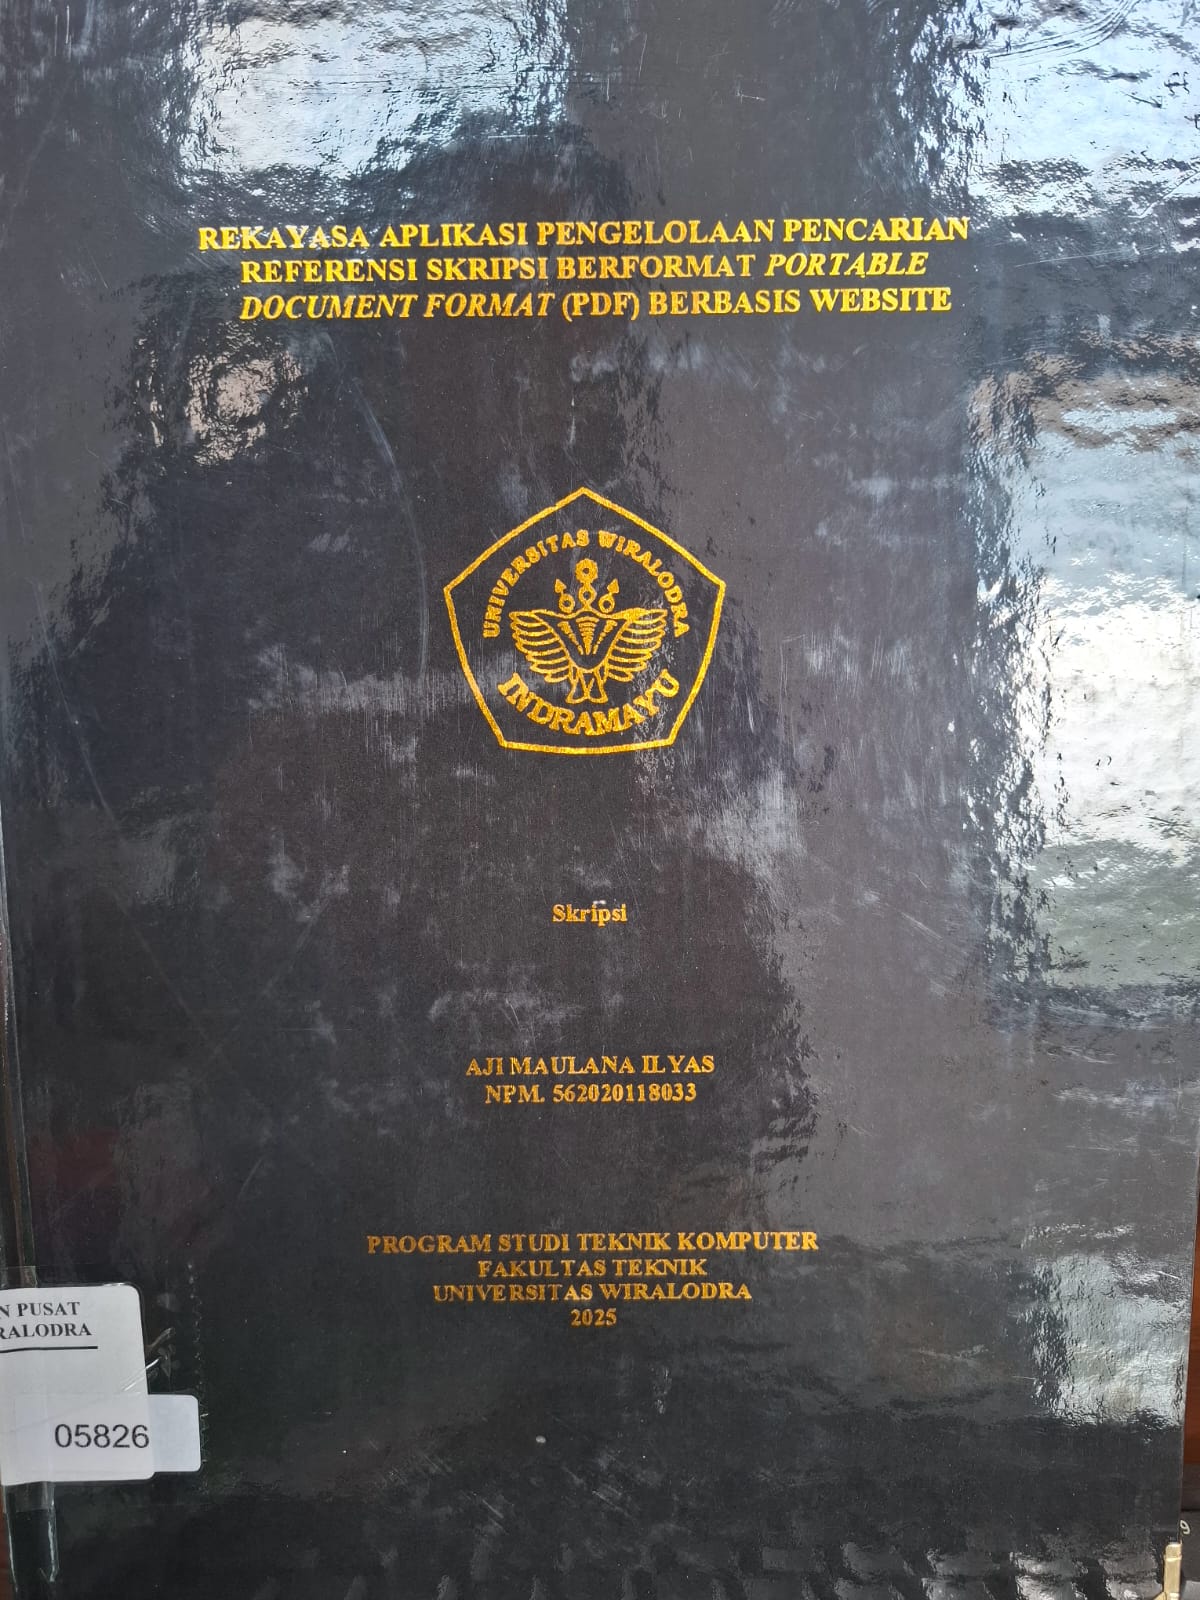 REKAYASA APLIKASI PENGELOLAAN PENCARIAN
REFERENSI SKRIPSI BERFORMAT PORTABLE
DOCUMENT FORMAT (PDF) BERBASIS WEBSITE
UNIVERSITAS WIRALODRA
INDRAMAYU
Skripsi
AJI MAULANA ILYAS
NPM. 562020118033
PROGRAM STUDI TEKNIK KOMPUTER
FAKULTAS TEKNIK
UNIVERSITAS WIRALODRA
2025
N PUSAT
RALODRA
05826